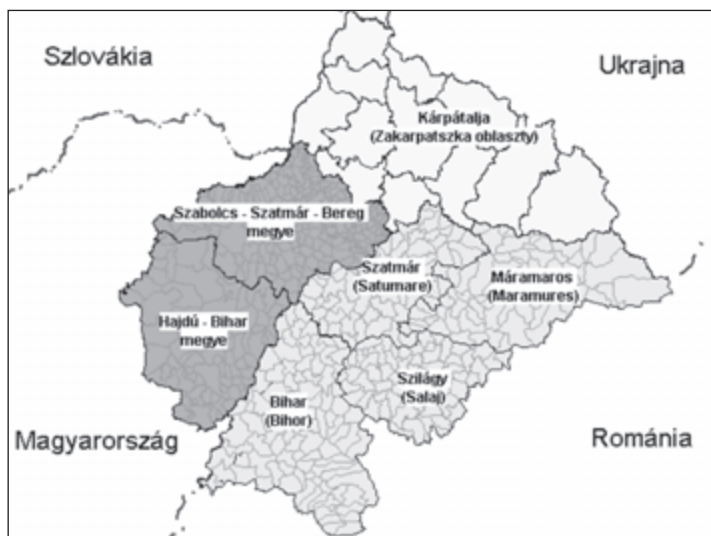 Szlovákia
Ukrajna
Kárpátalja
(Zakarpatszka oblaszty)
Szabolcs - Szatmár - Bereg
megye
Szatmár
(Satumare)
Máramaros
(Maramures)
Hajdú - Bihar
megye
Szilágy
(Salaj)
Bihar
(Bihor)
Magyarország
Románia